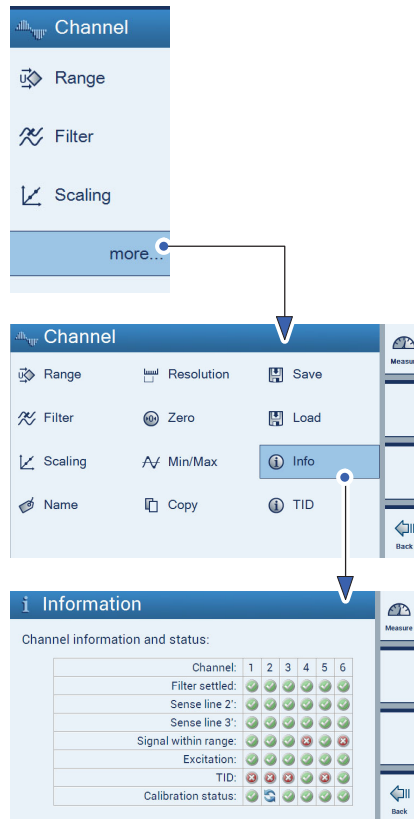 Channel
Range
Filter
Scaling
more...
Channel
Range Resolution Save
Filter Zero Load
Scaling Min/Max Info
Name Copy TID
Measu
Back
Information
Channel information and status:
Channel: 1 2 3 4 5 6
Filter settled:
Sense line 2':
Sense line 3':
Signal within range:
Excitation:
TID:
Calibration status:
Measure
Back